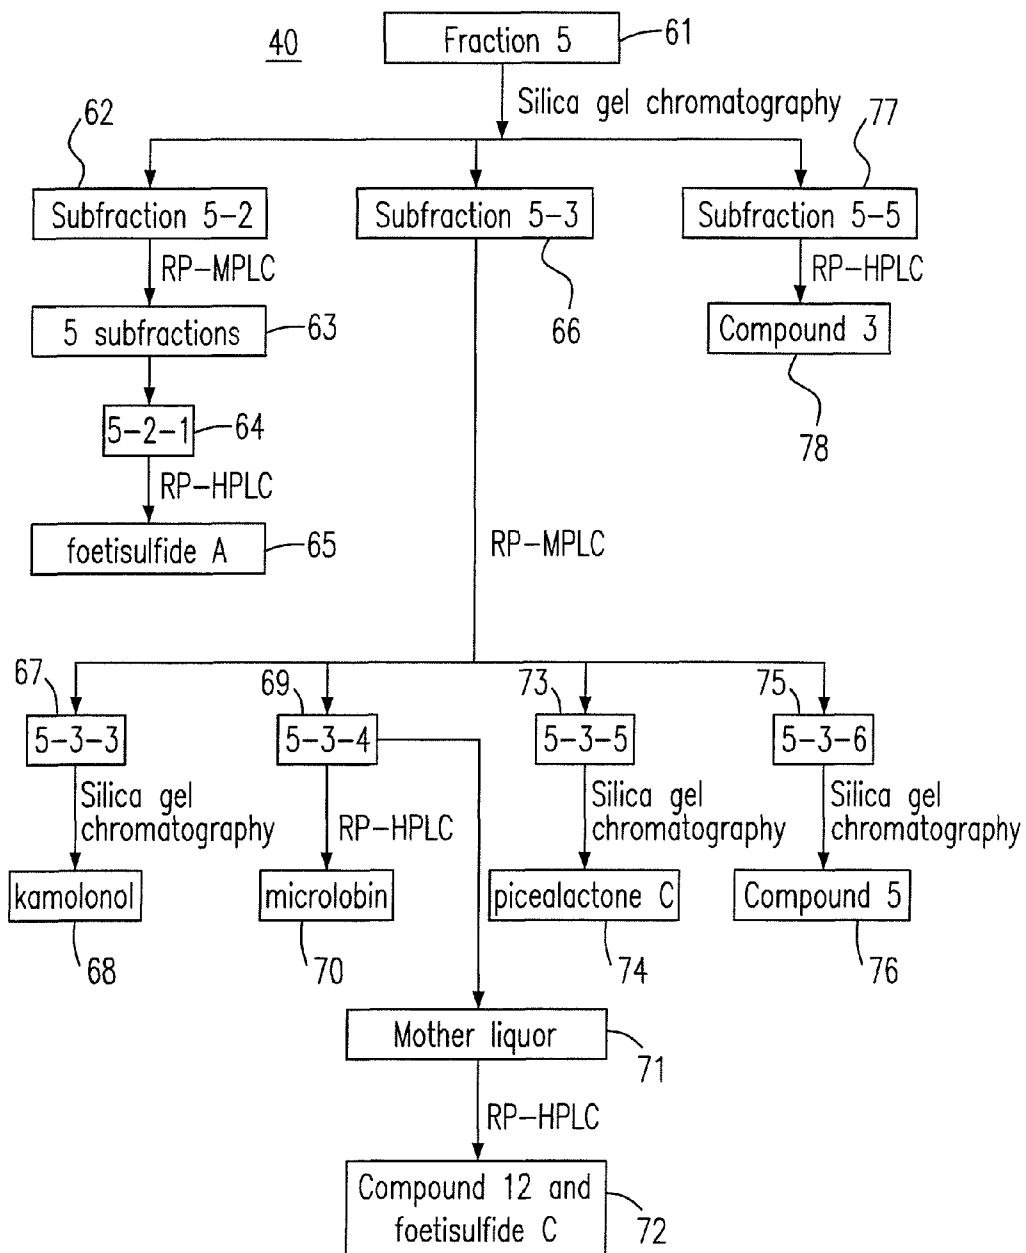 40
Fraction 5
61
Silica gel chromatography
62
77
Subfraction 5-2
Subfraction 5-3
Subfraction 5-5
RP-MPLC
RP-HPLC
5 subfractions
63
66
Compound 3
78
5-2-1
64
RP-HPLC
foetisulfide A
65
RP-MPLC
67
69
73
75
5-3-3
5-3-4
5-3-5
5-3-6
Silica gel
chromatography
RP-HPLC
Silica gel
chromatography
Silica gel
chromatography
kamolonol
microlobin
picealactone C
Compound 5
68
70
74
76
Mother liquor
71
RP-HPLC
Compound 12 and
foetisulfide C
72